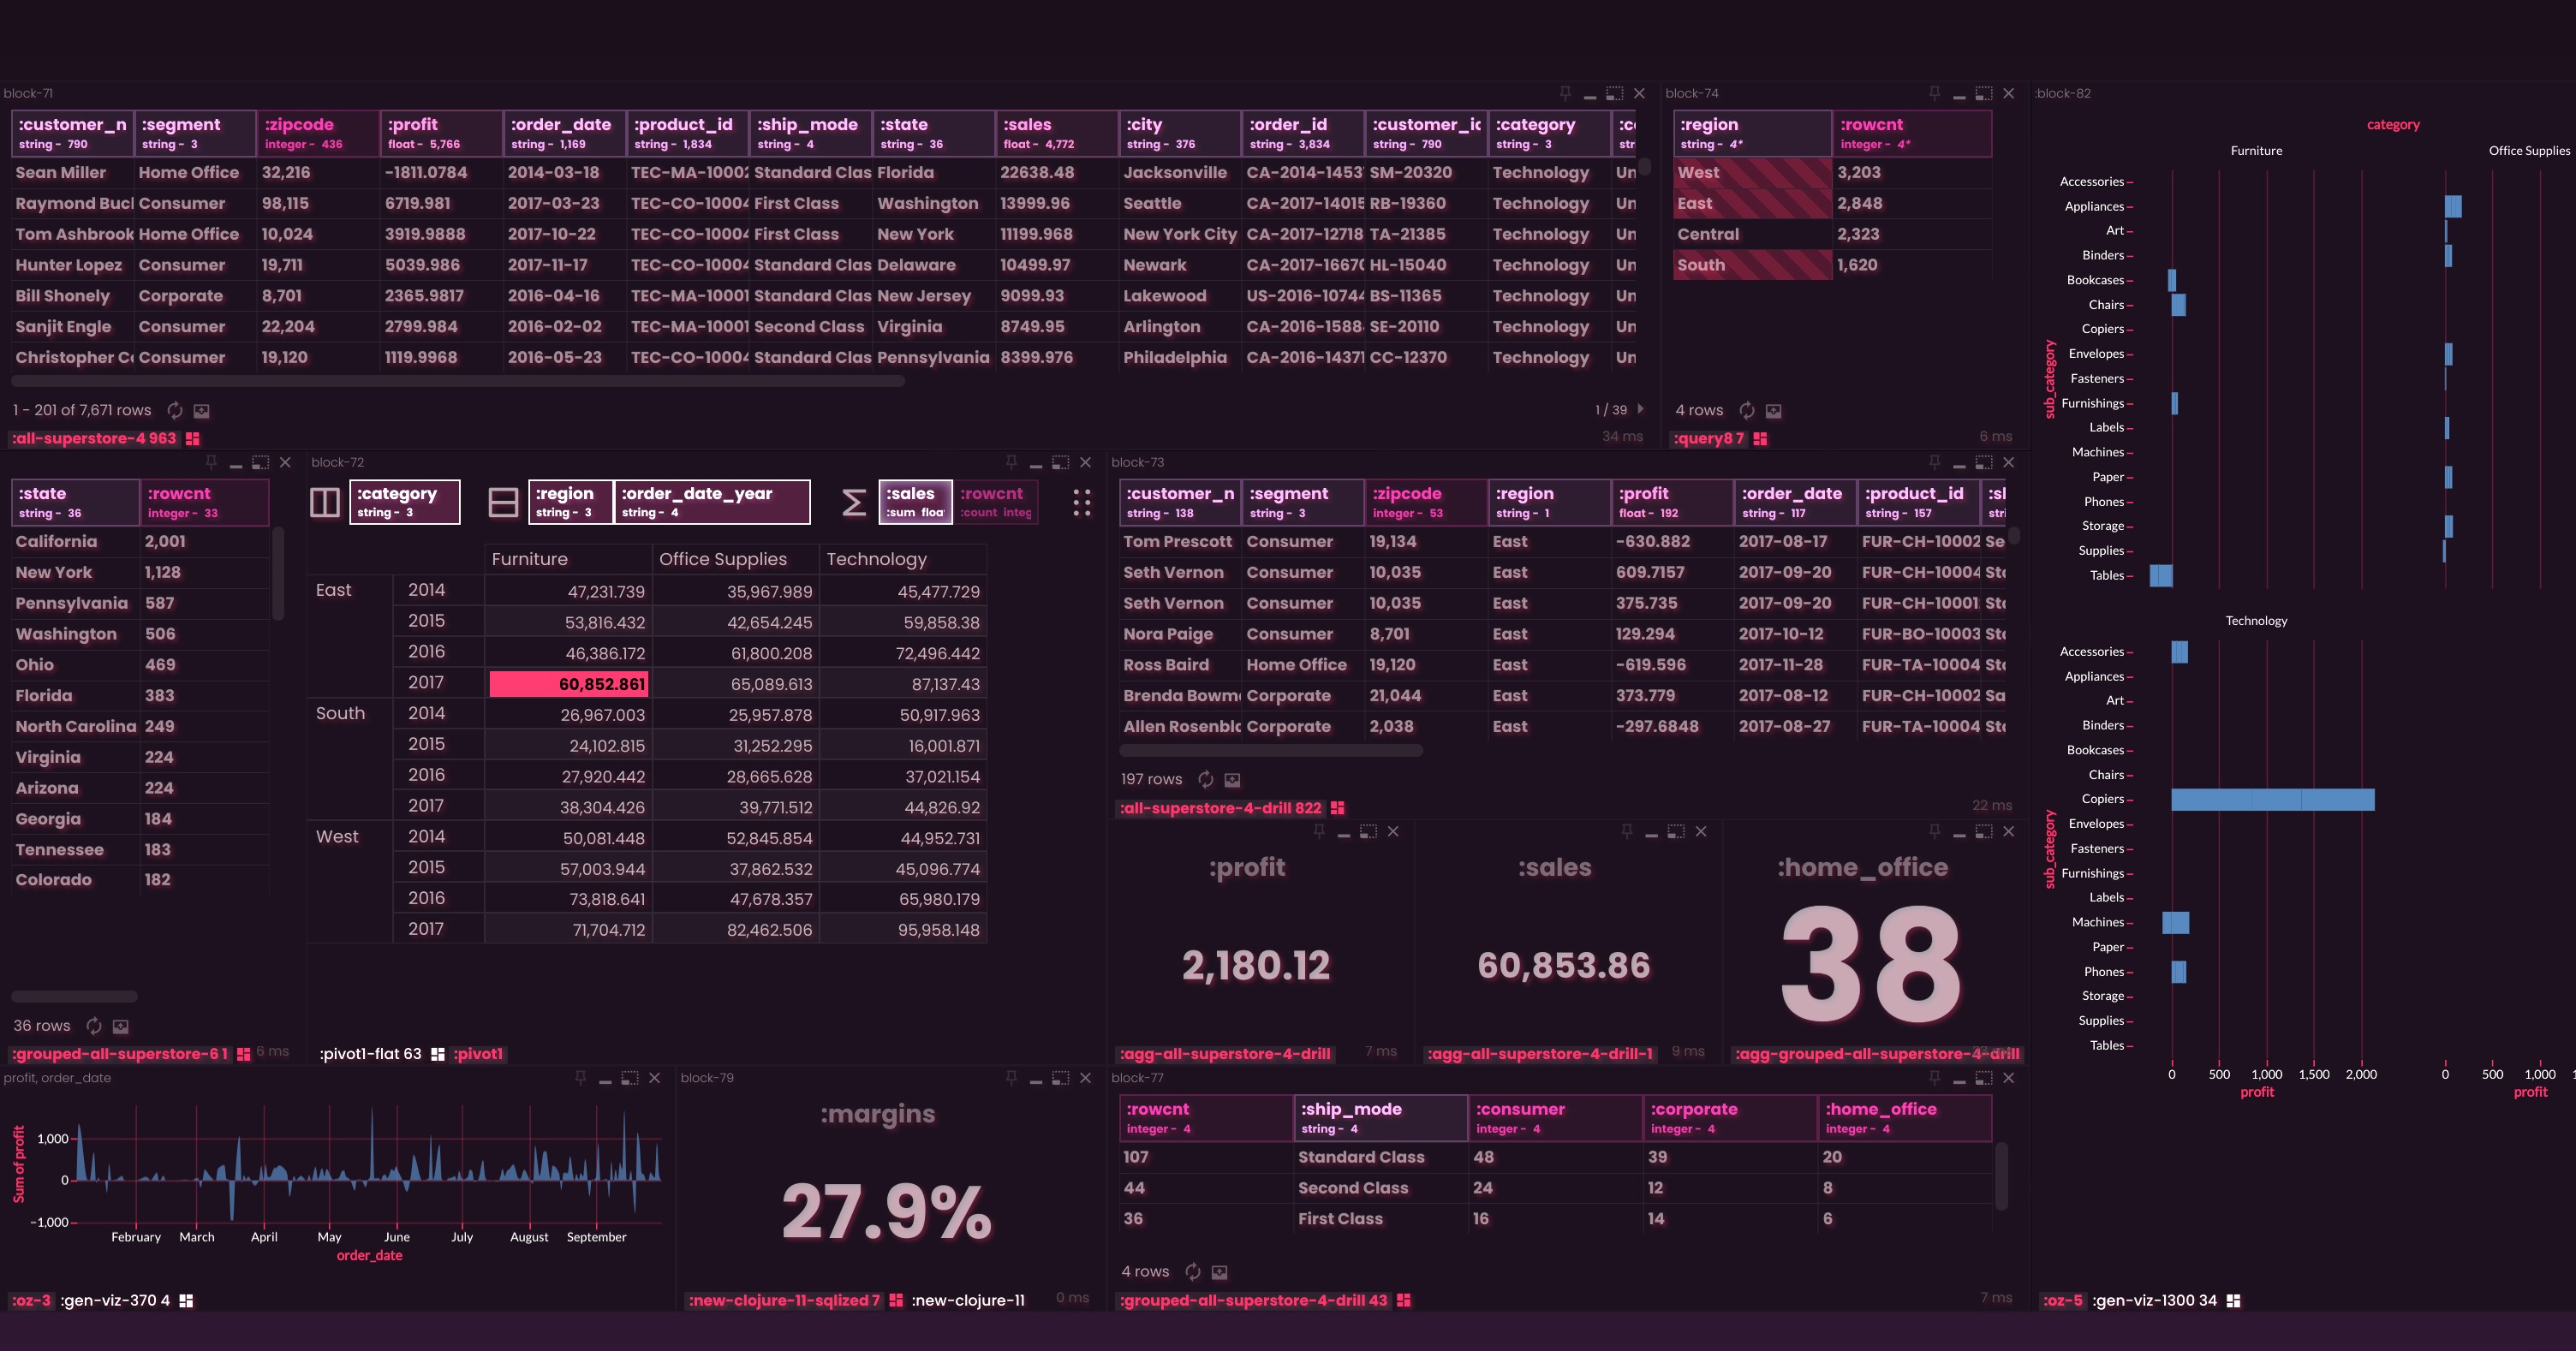 block-71
:customer_n :segment :zipcode :profit :order_date :product_id :ship_mode :state :sales :city :order_id :customer_ic :category
string - 790 string - 3 integer - 436 float - 5,766 string - 1,169 string - 1,834 string - 4 string - 36 float - 4,772 string - 376 string - 3,834 string - 790 string - 3
Sean Miller Home Office 32,216 -1811.0784 2014-03-18 TEC-MA-10002 Standard Clas Florida 22638.48 Jacksonville CA-2014-1453 SM-20320 Technology Un
Raymond Buc Consumer 98,115 6719.981 2017-03-23 TEC-CO-10004 First Class Washington 13999.96 Seattle CA-2017-14015 RB-19360 Technology Un
Tom Ashbrook Home Office 10,024 3919.9888 2017-10-22 TEC-CO-10004 First Class New York 11199.968 New York City CA-2017-12718 TA-21385 Technology Un
Hunter Lopez Consumer 19,711 5039.986 2017-11-17 TEC-CO-10004 Standard Clas Delaware 10499.97 Newark CA-2017-16670 HL-15040 Technology Un
Bill Shonely Corporate 8,701 2365.9817 2016-04-16 TEC-MA-10001 Standard Clas New Jersey 9099.93 Lakewood US-2016-10744 BS-11365 Technology Un
Sanjit Engle Consumer 22,204 2799.984 2016-02-02 TEC-MA-10001 Second Class Virginia 8749.95 Arlington CA-2016-1588 SE-20110 Technology Un
Christopher C Consumer 19,120 1119.9968 2016-05-23 TEC-CO-10004 Standard Clas Pennsylvania 8399.976 Philadelphia CA-2016-14371 CC-12370 Technology Un
1 - 201 of 7,671 rows 1 / 39
:all-superstore-4 963 34 ms
block-74
:region :rowcnt
string - 4* integer - 4*
West 3,203
East 2,848
Central 2,323
South 1,620
4 rows
:query8 7 6 ms
:state :rowcnt
string - 36 integer - 33
California 2,001
New York 1,128
Pennsylvania 587
Washington 506
Ohio 469
Florida 383
North Carolina 249
Virginia 224
Arizona 224
Georgia 184
Tennessee 183
Colorado 182
36 rows
:grouped-all-superstore-6 1 6 ms
block-72
:category :region :order_date_year :sales :rowcnt
string - 3 string - 3 string - 4 :sum floa :count integ
Furniture Office Supplies Technology
East 2014 47,231.739 35,967.989 45,477.729
2015 53,816.432 42,654.245 59,858.38
2016 46,386.172 61,800.208 72,496.442
2017 60,852.861 65,089.613 87,137.43
South 2014 26,967.003 25,957.878 50,917.963
2015 24,102.815 31,252.295 16,001.871
2016 27,920.442 28,665.628 37,021.154
2017 38,304.426 39,771.512 44,826.92
West 2014 50,081.448 52,845.854 44,952.731
2015 57,003.944 37,862.532 45,096.774
2016 73,818.641 47,678.357 65,980.179
2017 71,704.712 82,462.506 95,958.148
:pivot1-flat 63 :pivot1
block-73
:customer_n :segment :zipcode :region :profit :order_date :product_id
string - 138 string - 3 integer - 53 string - 1 float - 192 string - 117 string - 157
Tom Prescott Consumer 19,134 East -630.882 2017-08-17 FUR-CH-10002 Se
Seth Vernon Consumer 10,035 East 609.7157 2017-09-20 FUR-CH-10004 Sta
Seth Vernon Consumer 10,035 East 375.735 2017-09-20 FUR-CH-10001 Sta
Nora Paige Consumer 8,701 East 129.294 2017-10-12 FUR-BO-10003 Sta
Ross Baird Home Office 19,120 East -619.596 2017-11-28 FUR-TA-10004 Sta
Brenda Bowm Corporate 21,044 East 373.779 2017-08-12 FUR-CH-10002 Sa
Allen Rosenbl Corporate 2,038 East -297.6848 2017-08-27 FUR-TA-10004 Sta
197 rows
:all-superstore-4-drill 822 22 ms
:profit
2,180.12
:agg-all-superstore-4-drill 7 ms
:sales
60,853.86
:agg-all-superstore-4-drill-1 9 ms
:home_office
38
:agg-grouped-all-superstore-4-drill
profit, order_date
Sum of profit
1,000
0
−1,000
February March April May June July August September
order_date
:oz-3 :gen-viz-370 4
block-79
:margins
27.9%
:new-clojure-11-sqlized 7 :new-clojure-11 0 ms
block-77
:rowcnt :ship_mode :consumer :corporate :home_office
integer - 4 string - 4 integer - 4 integer - 4 integer - 4
107 Standard Class 48 39 20
44 Second Class 24 12 8
36 First Class 16 14 6
4 rows
:grouped-all-superstore-4-drill 43 7 ms
:block-82
category
Furniture Office Supplies
sub_category
Accessories
Appliances
Art
Binders
Bookcases
Chairs
Copiers
Envelopes
Fasteners
Furnishings
Labels
Machines
Paper
Phones
Storage
Supplies
Tables
Technology
sub_category
Accessories
Appliances
Art
Binders
Bookcases
Chairs
Copiers
Envelopes
Fasteners
Furnishings
Labels
Machines
Paper
Phones
Storage
Supplies
Tables
0 500 1,000 1,500 2,000 0 500 1,000
profit profit
:oz-5 :gen-viz-1300 34